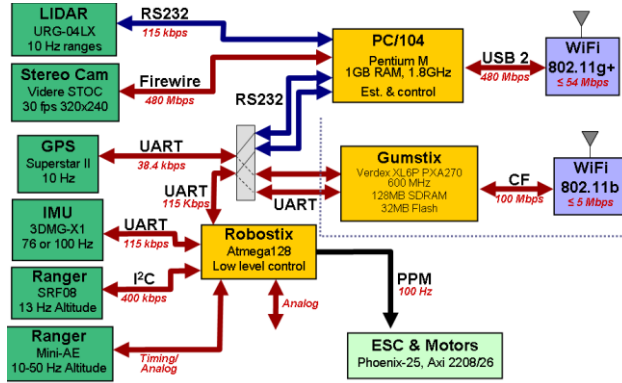 LIDAR
URG-04LX
10 Hz ranges
RS232
115 kbps
Stereo Cam
Videre STOC
30 fps 320x240
Firewire
480 Mbps
PC/104
Pentium M
1GB RAM, 1.8GHz
Est. & control
USB 2
480 Mbps
WiFi
802.11g+
≤ 54 Mbps
RS232
GPS
Superstar II
10 Hz
UART
38.4 kbps
UART
115 Kbps
UART
Gumstix
Verdex XL6P PXA270
600 MHz
128MB SDRAM
32MB Flash
CF
100 Mbps
WiFi
802.11b
≤ 5 Mbps
IMU
3DMG-X1
76 or 100 Hz
UART
115 kbps
Robostix
Atmega128
Low level control
Ranger
SRF08
13 Hz Altitude
I²C
400 kbps
Analog
PPM
100 Hz
Ranger
Mini-AE
10-50 Hz Altitude
Timing/
Analog
ESC & Motors
Phoenix-25, Axi 2208/26